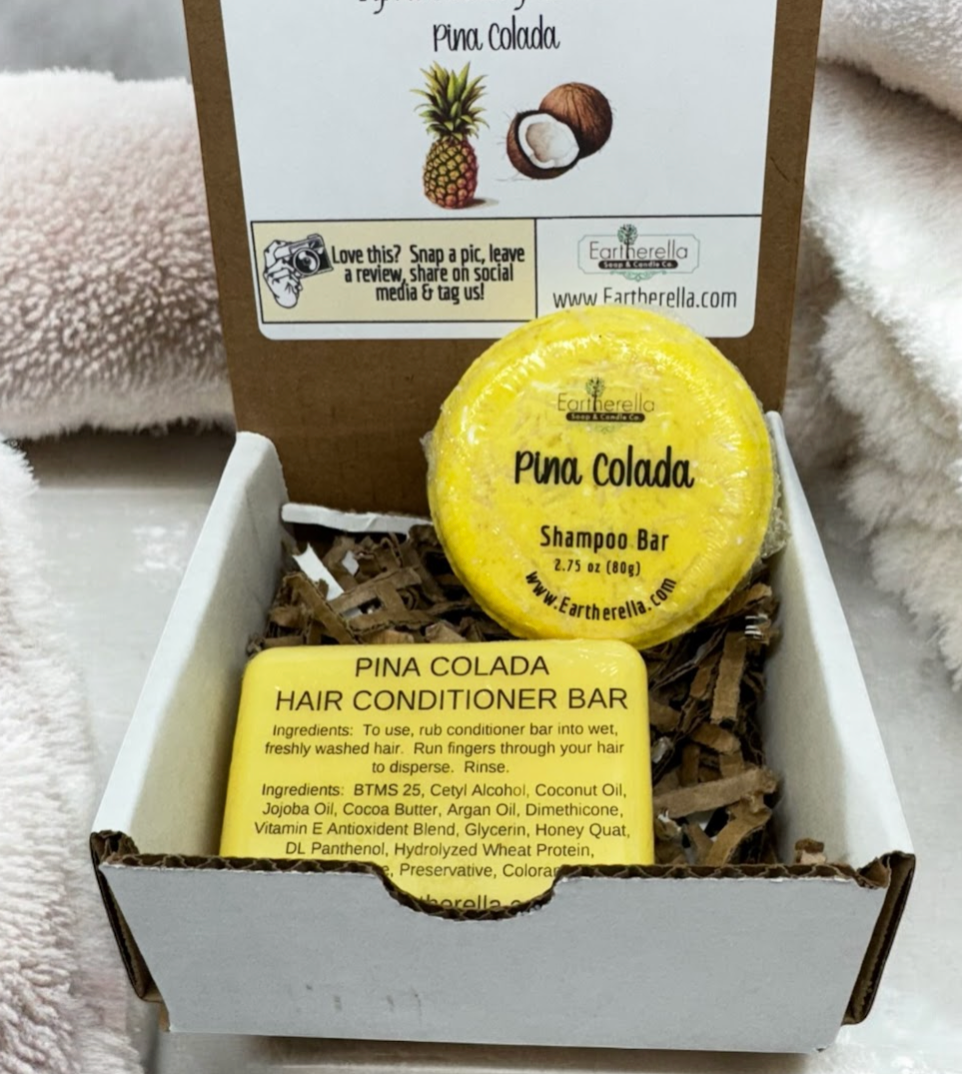 Pina Colada
Love this? Snap a pic, leave
a review, share on social
media & tag us!
Eartherella
Soap & Candle Co.
www.Eartherella.com
Eartherella
Soap & Candle Co.
Pina Colada
Shampoo Bar
2.75 oz (80g)
www.Eartherella.com
PINA COLADA
HAIR CONDITIONER BAR
Ingredients: To use, rub conditioner bar into wet,
freshly washed hair. Run fingers through your hair
to disperse. Rinse.
Ingredients: BTMS 25, Cetyl Alcohol, Coconut Oil,
Jojoba Oil, Cocoa Butter, Argan Oil, Dimethicone,
Vitamin E Antioxident Blend, Glycerin, Honey Quat,
DL Panthenol, Hydrolyzed Wheat Protein,
Preservative,